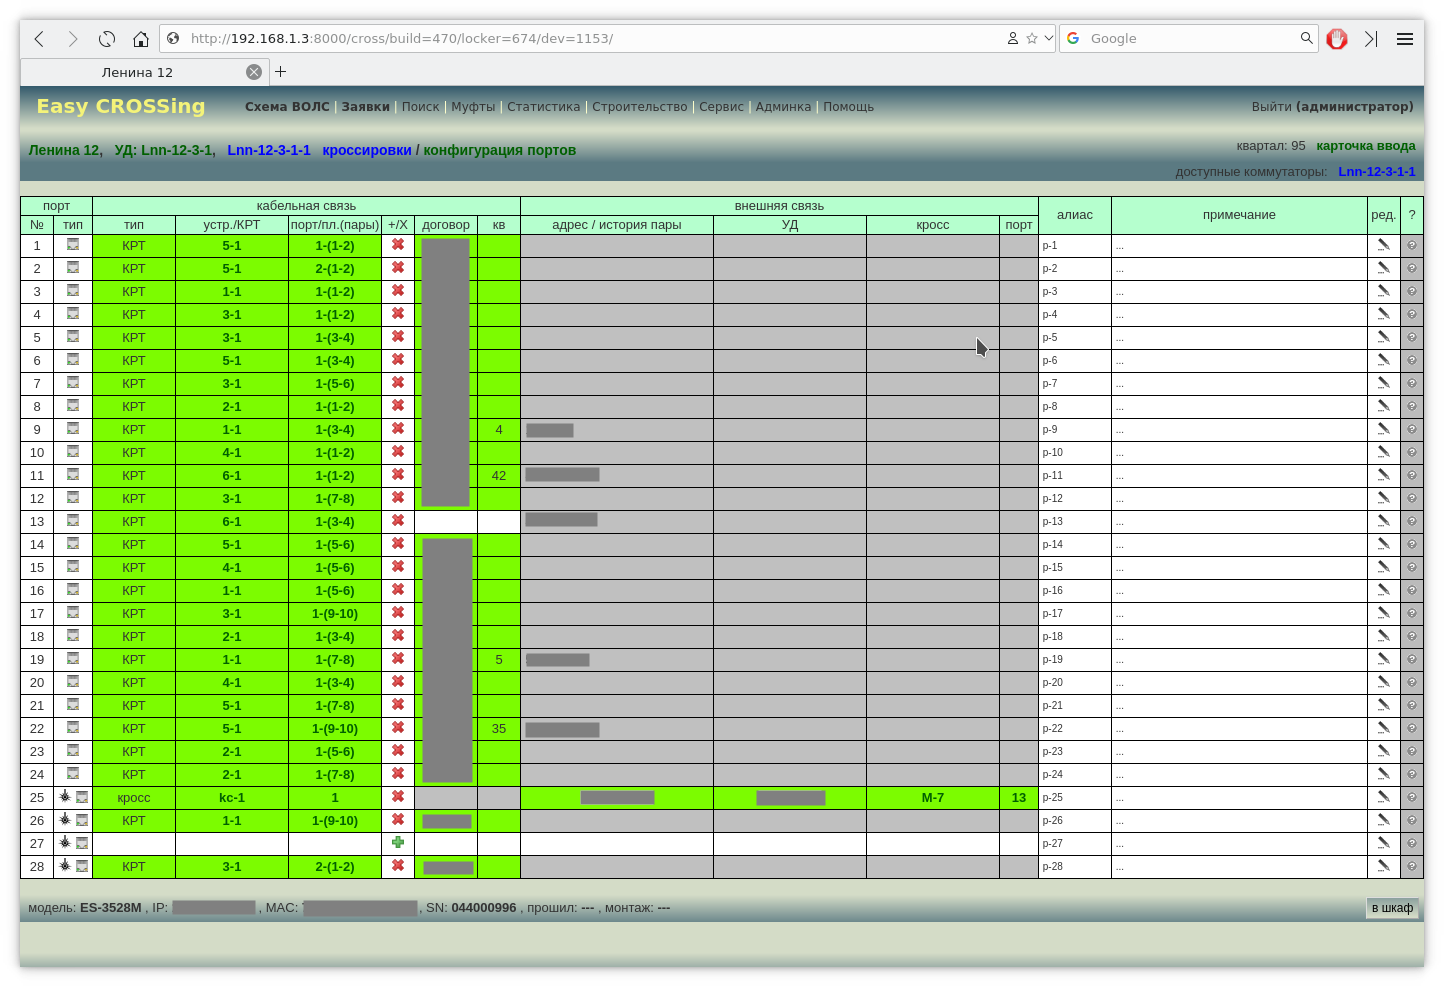 http://192.168.1.3:8000/cross/build=470/locker=674/dev=1153/ Google
Ленина 12
Easy CROSSing Схема ВОЛС | Заявки | Поиск | Муфты | Статистика | Строительство | Сервис | Админка | Помощь Выйти (администратор)
Ленина 12, УД: Lnn-12-3-1, Lnn-12-3-1-1 кроссировки / конфигурация портов квартал: 95 карточка ввода
доступные коммутаторы: Lnn-12-3-1-1
порт кабельная связь внешняя связь алиас примечание ред. ?
№ тип тип устр./КРТ порт/пл.(пары) +/X договор кв адрес / история пары УД кросс порт
1 КРТ 5-1 1-(1-2) p-1 ...
2 КРТ 5-1 2-(1-2) p-2 ...
3 КРТ 1-1 1-(1-2) p-3 ...
4 КРТ 3-1 1-(1-2) p-4 ...
5 КРТ 3-1 1-(3-4) p-5 ...
6 КРТ 5-1 1-(3-4) p-6 ...
7 КРТ 3-1 1-(5-6) p-7 ...
8 КРТ 2-1 1-(1-2) p-8 ...
9 КРТ 1-1 1-(3-4) 4 p-9 ...
10 КРТ 4-1 1-(1-2) p-10 ...
11 КРТ 6-1 1-(1-2) 42 p-11 ...
12 КРТ 3-1 1-(7-8) p-12 ...
13 КРТ 6-1 1-(3-4) p-13 ...
14 КРТ 5-1 1-(5-6) p-14 ...
15 КРТ 4-1 1-(5-6) p-15 ...
16 КРТ 1-1 1-(5-6) p-16 ...
17 КРТ 3-1 1-(9-10) p-17 ...
18 КРТ 2-1 1-(3-4) p-18 ...
19 КРТ 1-1 1-(7-8) 5 p-19 ...
20 КРТ 4-1 1-(3-4) p-20 ...
21 КРТ 5-1 1-(7-8) p-21 ...
22 КРТ 5-1 1-(9-10) 35 p-22 ...
23 КРТ 2-1 1-(5-6) p-23 ...
24 КРТ 2-1 1-(7-8) p-24 ...
25 кросс kc-1 1 М-7 13 p-25 ...
26 КРТ 1-1 1-(9-10) p-26 ...
27 p-27 ...
28 КРТ 3-1 2-(1-2) p-28 ...
модель: ES-3528M , IP: , MAC: , SN: 044000996 , прошил: --- , монтаж: --- в шкаф